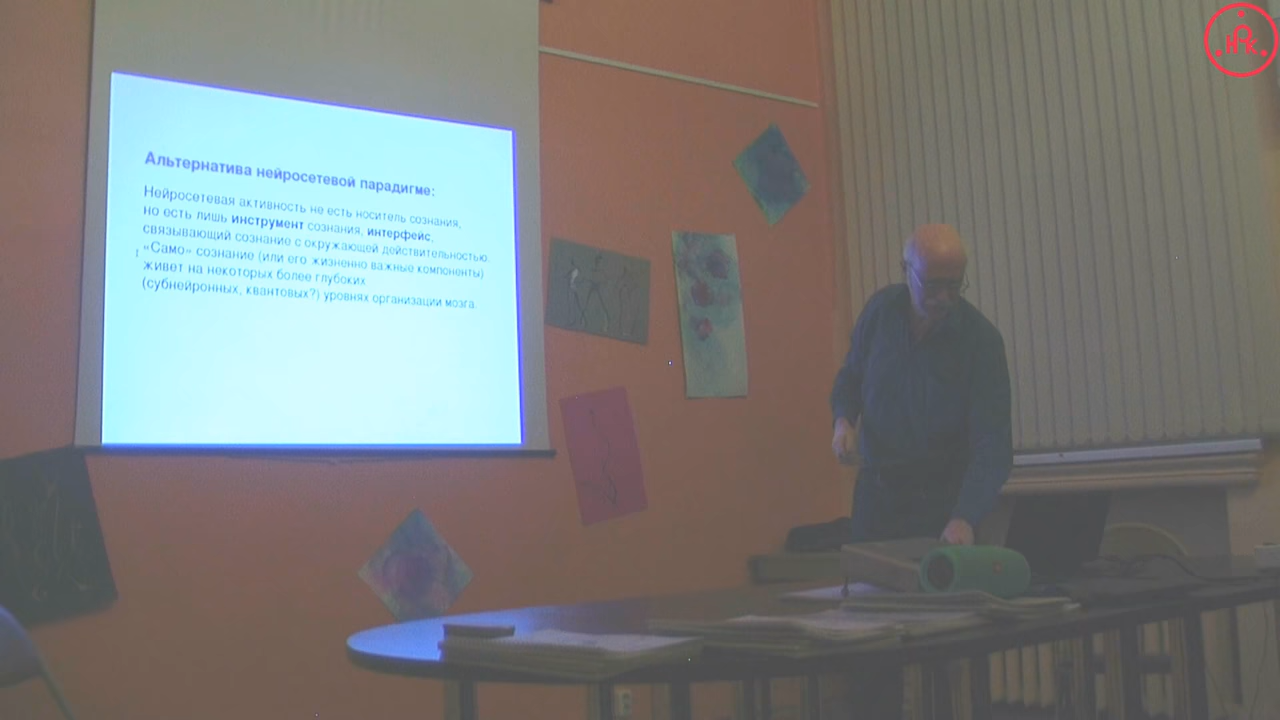 Альтернатива нейросетевой парадигме:
Нейросетевая активность не есть носитель сознания,
но есть лишь инструмент сознания, интерфейс,
связывающий сознание с окружающей действительностью.
«Само» сознание (или его жизненно важные компоненты)
живет на некоторых более глубоких
(субнейронных, квантовых?) уровнях организации мозга.